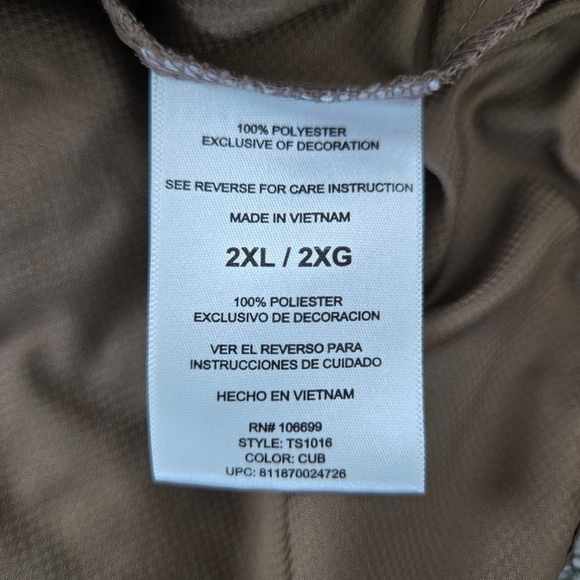 100% POLYESTER
EXCLUSIVE OF DECORATION
SEE REVERSE FOR CARE INSTRUCTION
MADE IN VIETNAM
2XL / 2XG
100% POLIESTER
EXCLUSIVO DE DECORACION
VER EL REVERSO PARA
INSTRUCCIONES DE CUIDADO
HECHO EN VIETNAM
RN# 106699
STYLE: TS1016
COLOR: CUB
UPC: 811870024726